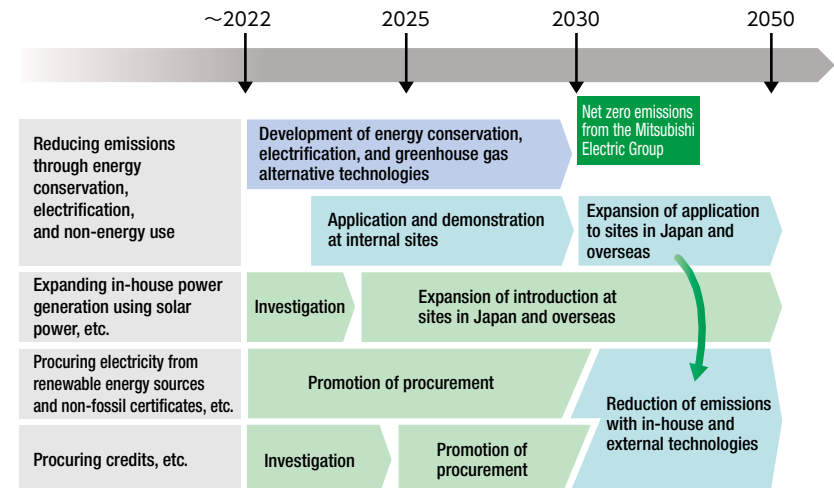 ～2022
2025
2030
2050
Net zero emissions
from the Mitsubishi
Electric Group
Reducing emissions
through energy
conservation,
electrification,
and non-energy use
Development of energy conservation,
electrification, and greenhouse gas
alternative technologies
Application and demonstration
at internal sites
Expansion of application
to sites in Japan and
overseas
Expanding in-house power
generation using solar
power, etc.
Investigation
Expansion of introduction at
sites in Japan and overseas
Procuring electricity from
renewable energy sources
and non-fossil certificates, etc.
Promotion of procurement
Reduction of emissions
with in-house and
external technologies
Procuring credits, etc.
Investigation
Promotion of
procurement